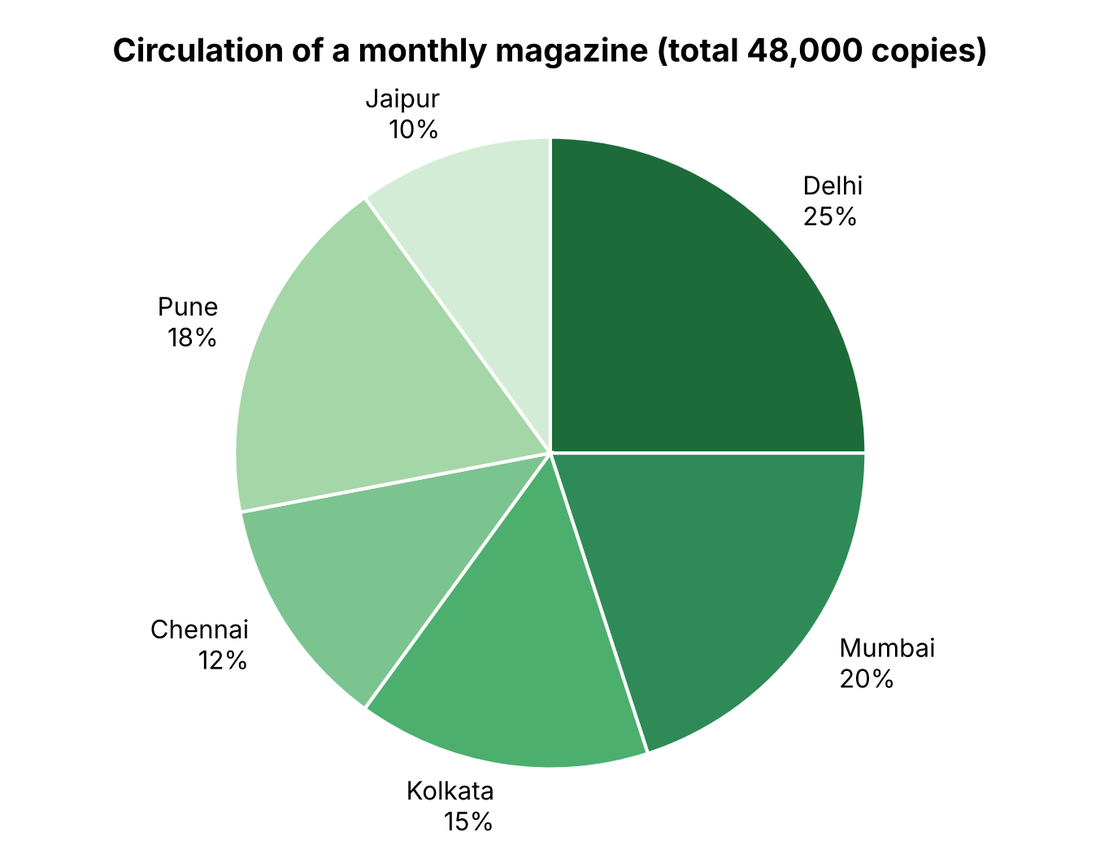 Circulation of a monthly magazine (total 48,000 copies)
Jaipur
10%
Delhi
25%
Pune
18%
Chennai
12%
Mumbai
20%
Kolkata
15%